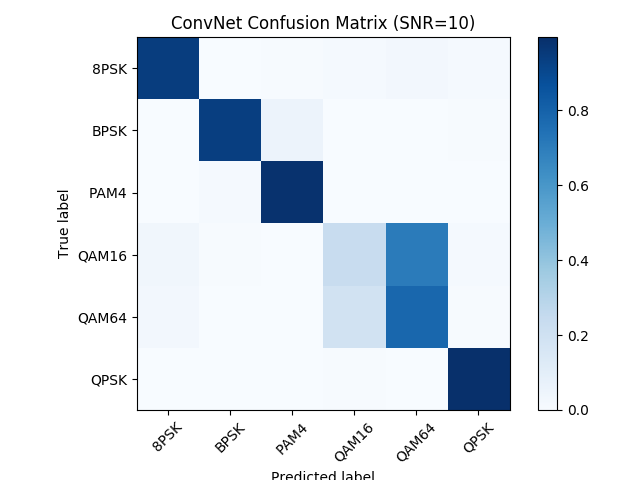 ConvNet Confusion Matrix (SNR=10)
True label
8PSK
BPSK
PAM4
QAM16
QAM64
QPSK
8PSK
BPSK
PAM4
QAM16
QAM64
QPSK
Predicted label
0.8
0.6
0.4
0.2
0.0